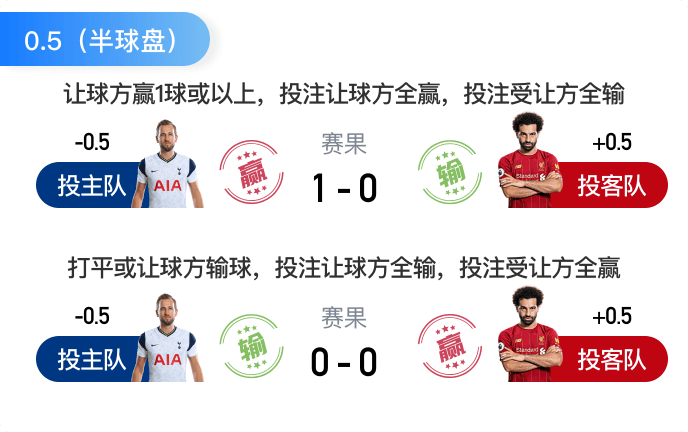 0.5（半球盘）
让球方赢1球或以上，投注让球方全赢，投注受让方全输
-0.5 赛果 +0.5
投主队 AIA 赢 1 - 0 输 Standard 投客队
打平或让球方输球，投注让球方全输，投注受让方全赢
-0.5 赛果 +0.5
投主队 AIA 输 0 - 0 赢 Standard 投客队